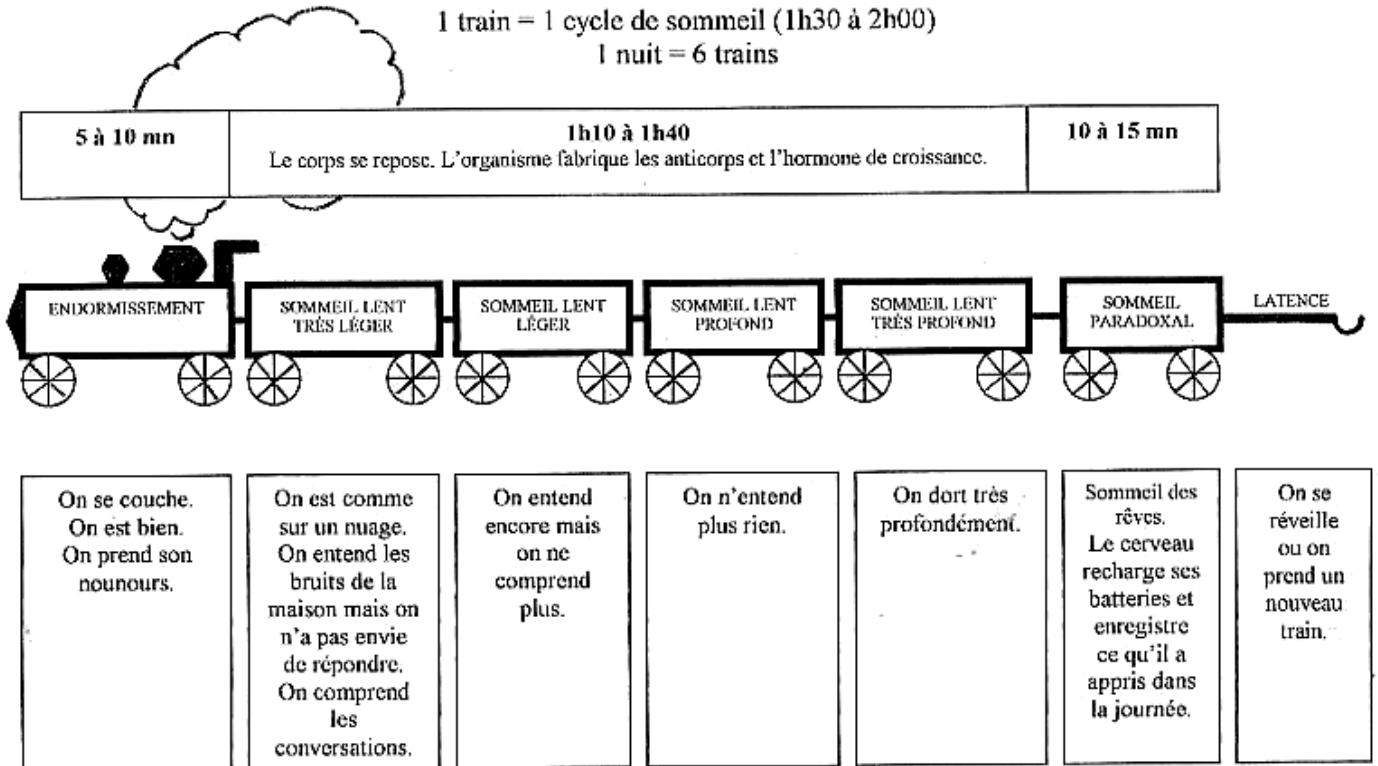 1 train = 1 cycle de sommeil (1h30 à 2h00)
1 nuit = 6 trains
5 à 10 mn
1h10 à 1h40
Le corps se repose. L'organisme fabrique les anticorps et l'hormone de croissance.
10 à 15 mn
ENDORMISSEMENT
SOMMEIL LENT
TRÈS LÉGER
SOMMEIL LENT
LÉGER
SOMMEIL LENT
PROFOND
SOMMEIL LENT
TRÈS PROFOND
SOMMEIL
PARADOXAL
LATENCE
On se couche.
On est bien.
On prend son
nounours.
On est comme
sur un nuage.
On entend les
bruits de la
maison mais on
n'a pas envie
de répondre.
On comprend
les
conversations.
On entend
encore mais
on ne
comprend
plus.
On n'entend
plus rien.
On dort très
profondément.
Sommeil des
rêves.
Le cerveau
recharge ses
batteries et
enregistre
ce qu'il a
appris dans
la journée.
On se
réveille
ou on
prend un
nouveau
train.